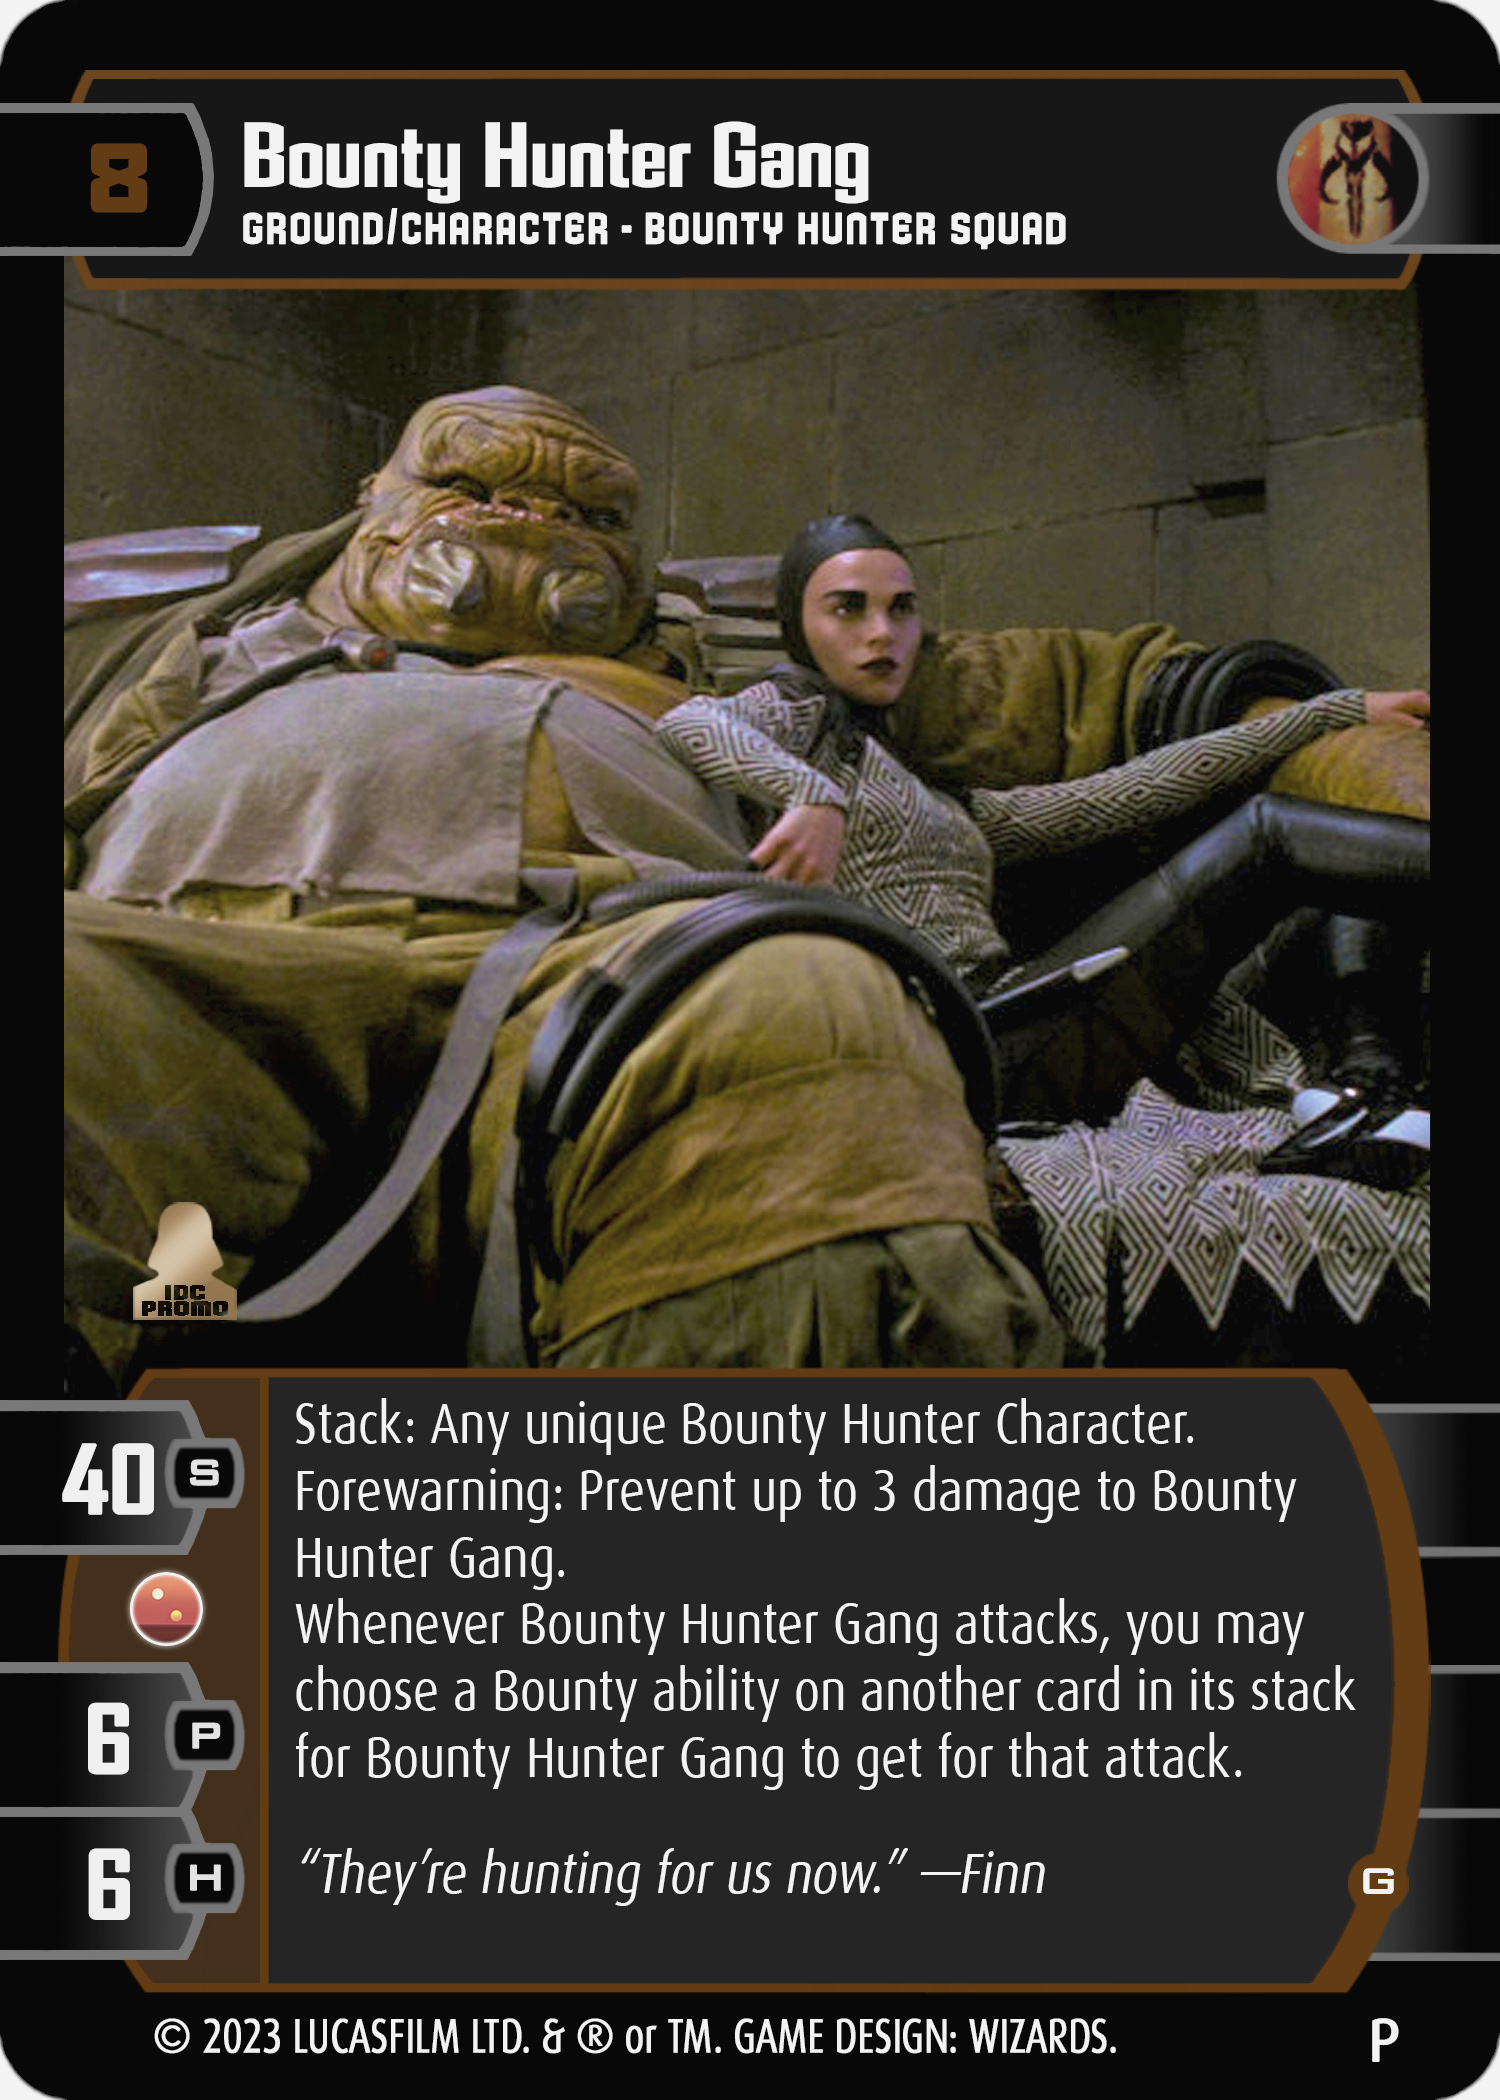 8
Bounty Hunter Gang
GROUND/CHARACTER - BOUNTY HUNTER SQUAD
IDC
PROMO
40 S
6 P
6 H
Stack: Any unique Bounty Hunter Character.
Forewarning: Prevent up to 3 damage to Bounty
Hunter Gang.
Whenever Bounty Hunter Gang attacks, you may
choose a Bounty ability on another card in its stack
for Bounty Hunter Gang to get for that attack.
“They’re hunting for us now.” —Finn
G
© 2023 LUCASFILM LTD. & ® or TM. GAME DESIGN: WIZARDS.
P